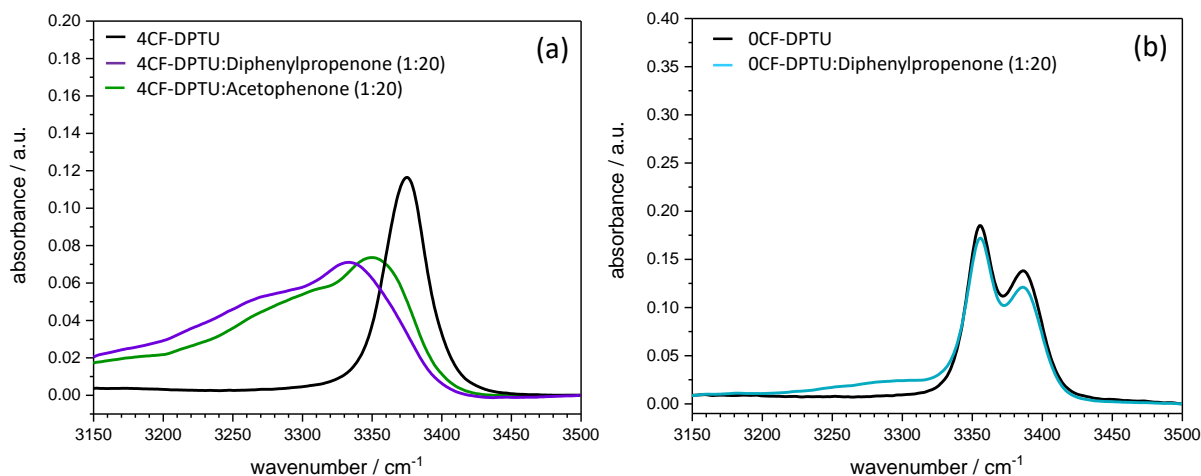 (a)
4CF-DPTU
4CF-DPTU:Diphenylpropenone (1:20)
4CF-DPTU:Acetophenone (1:20)
0.20
0.18
0.16
0.14
0.12
0.10
0.08
0.06
0.04
0.02
0.00
absorbance / a.u.
3150 3200 3250 3300 3350 3400 3450 3500
wavenumber / cm⁻¹
(b)
0CF-DPTU
0CF-DPTU:Diphenylpropenone (1:20)
0.40
0.35
0.30
0.25
0.20
0.15
0.10
0.05
0.00
absorbance / a.u.
3150 3200 3250 3300 3350 3400 3450 3500
wavenumber / cm⁻¹